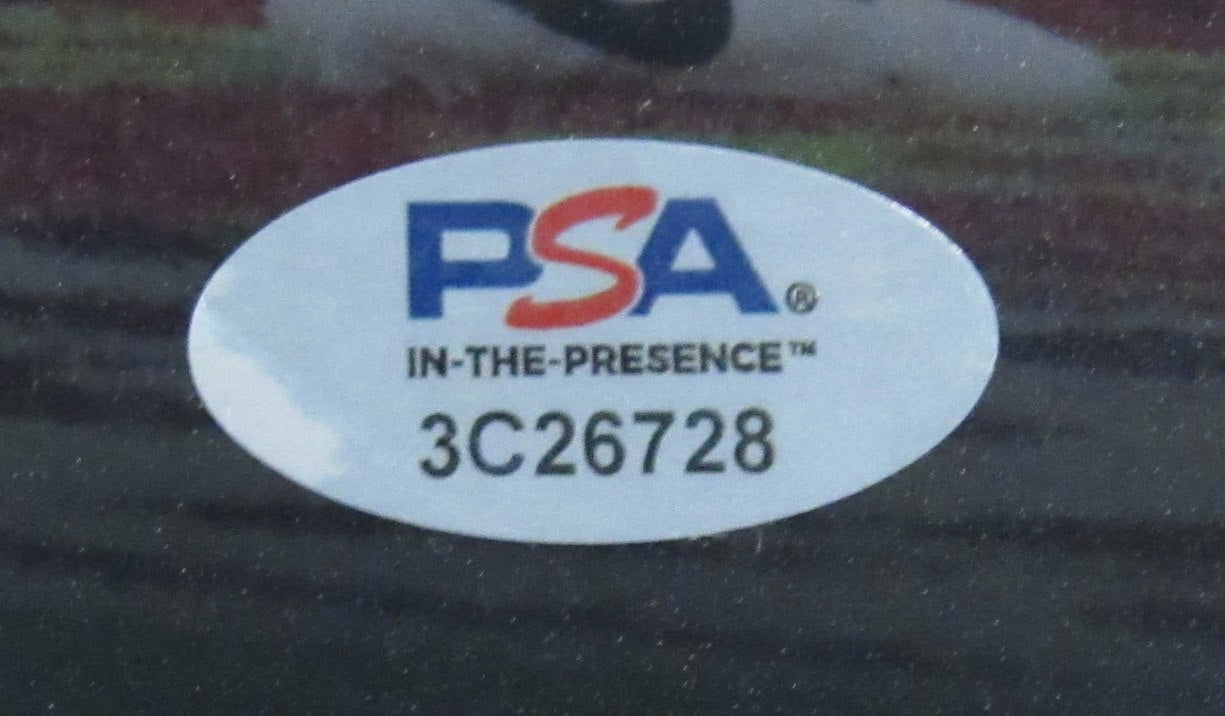 PSA®
IN-THE-PRESENCE™
3C26728